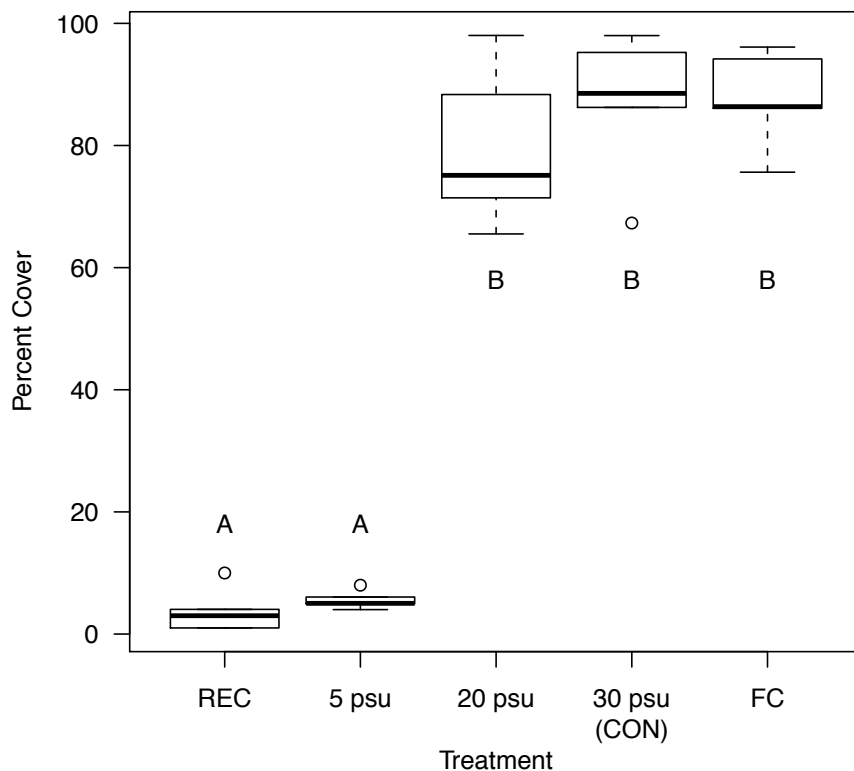 100
80
60
40
20
0
Percent Cover
A
A
B
B
B
REC
5 psu
20 psu
30 psu
(CON)
FC
Treatment